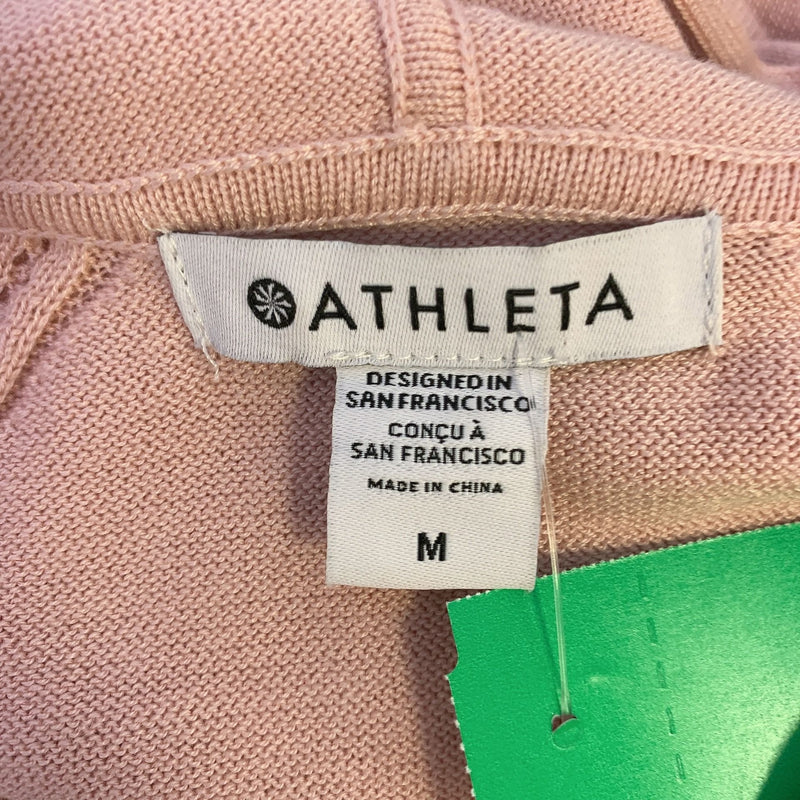 ATHLETA
DESIGNED IN
SAN FRANCISCO
CONÇU À
SAN FRANCISCO
MADE IN CHINA
M